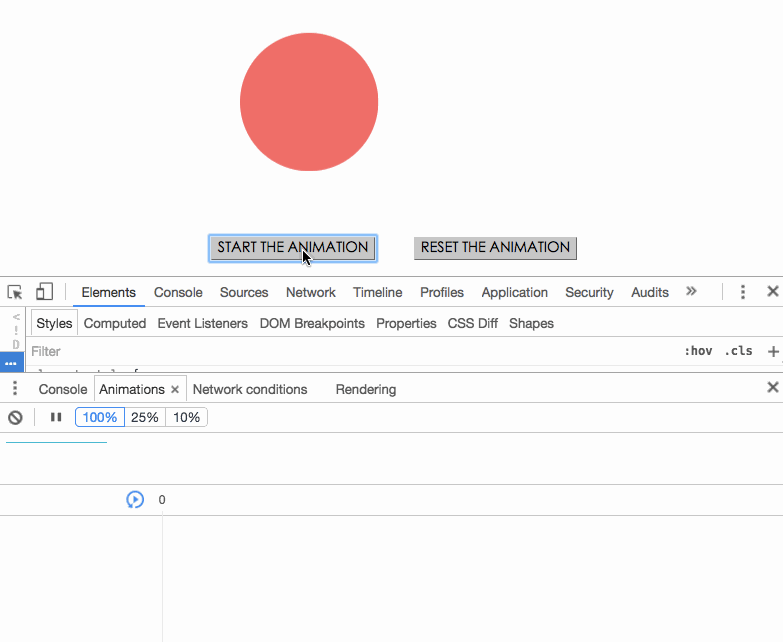 START THE ANIMATION RESET THE ANIMATION
Elements Console Sources Network Timeline Profiles Application Security Audits »
<
Styles Computed Event Listeners DOM Breakpoints Properties CSS Diff Shapes
!
D
Filter :hov .cls +
...
Console Animations × Network conditions Rendering
100% 25% 10%
0